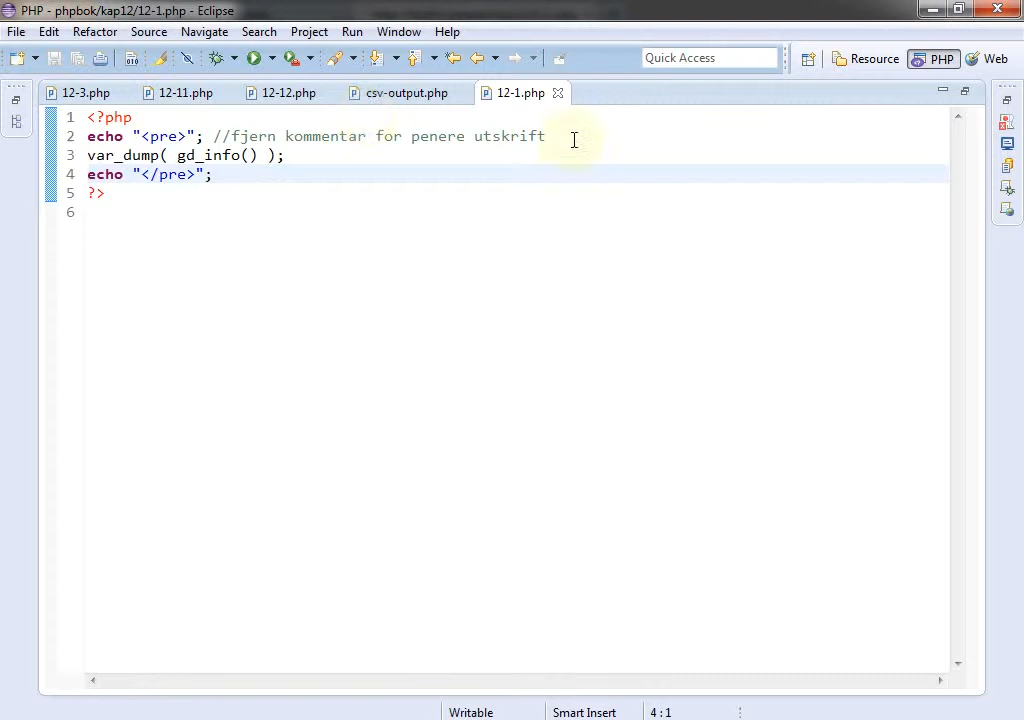 PHP - phpbok/kap12/12-1.php - Eclipse
File Edit Refactor Source Navigate Search Project Run Window Help
Quick Access Resource PHP Web
12-3.php 12-11.php 12-12.php csv-output.php 12-1.php
1 <?php
2 echo "<pre>"; //fjern kommentar for penere utskrift
3 var_dump( gd_info() );
4 echo "</pre>";
5 ?>
6
Writable Smart Insert 4 : 1